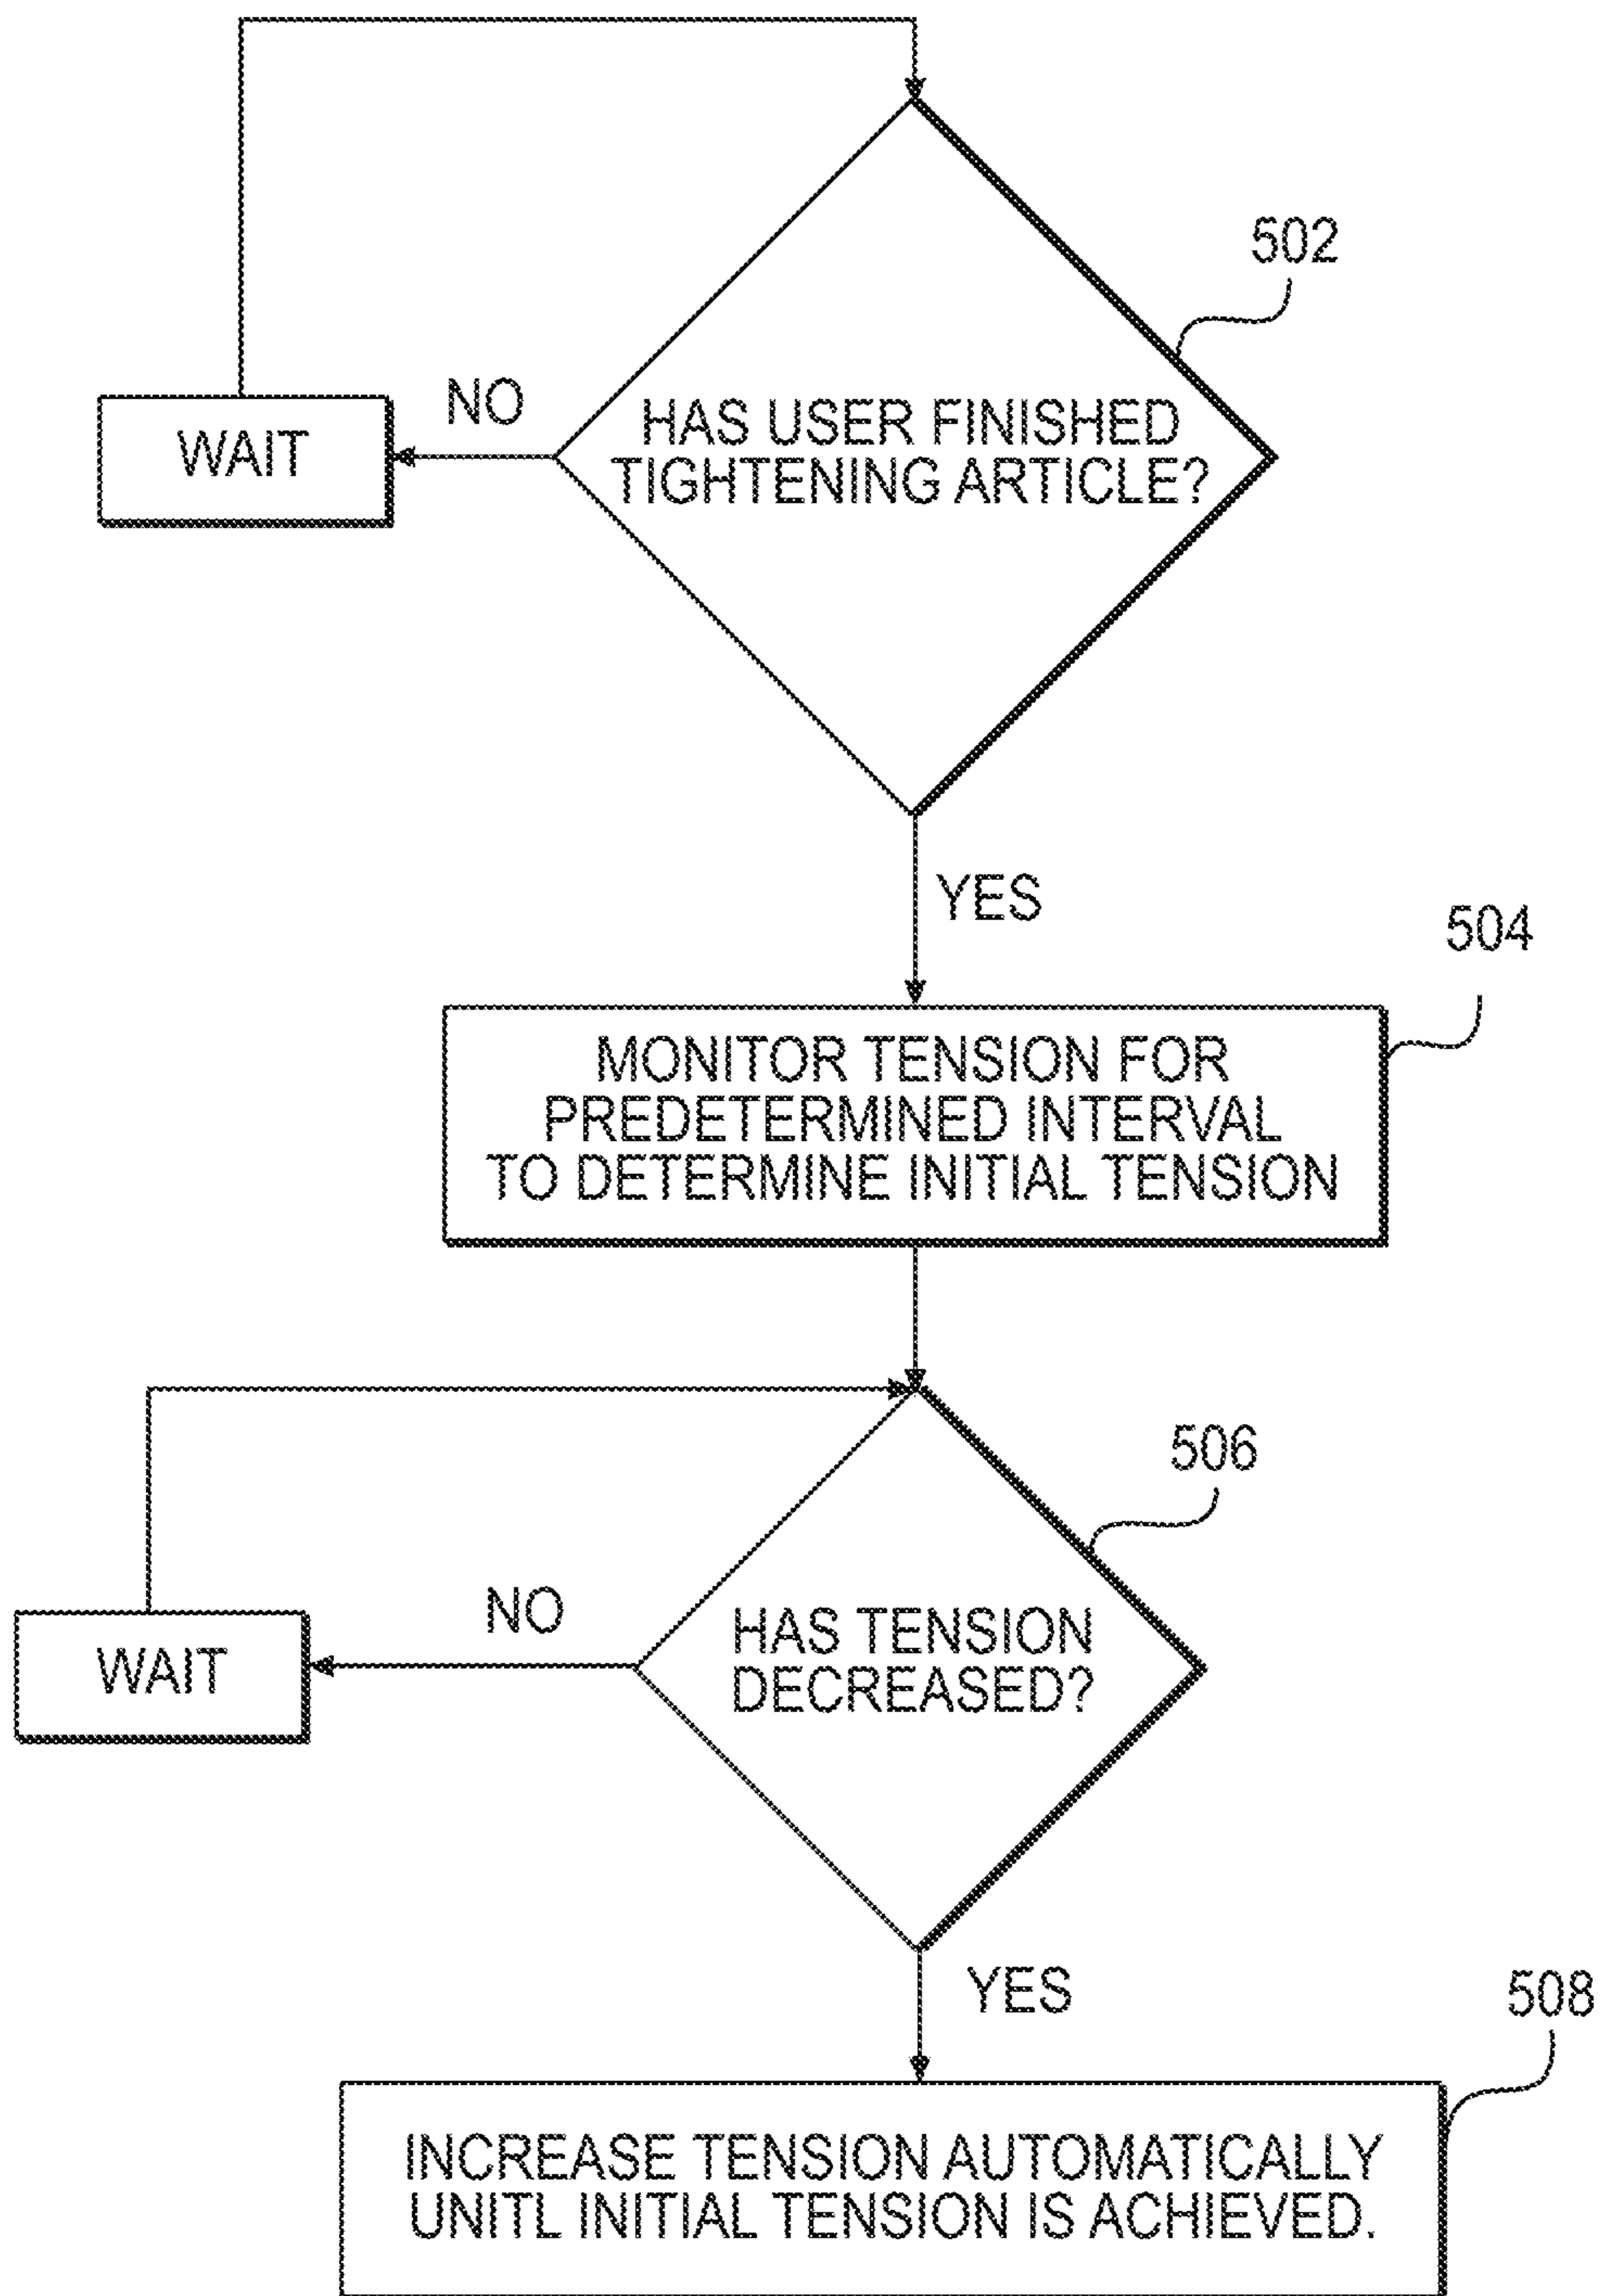 502
HAS USER FINISHED
TIGHTENING ARTICLE?
NO
WAIT
YES
504
MONITOR TENSION FOR
PREDETERMINED INTERVAL
TO DETERMINE INITIAL TENSION
506
HAS TENSION
DECREASED?
NO
WAIT
YES
508
INCREASE TENSION AUTOMATICALLY
UNITL INITIAL TENSION IS ACHIEVED.